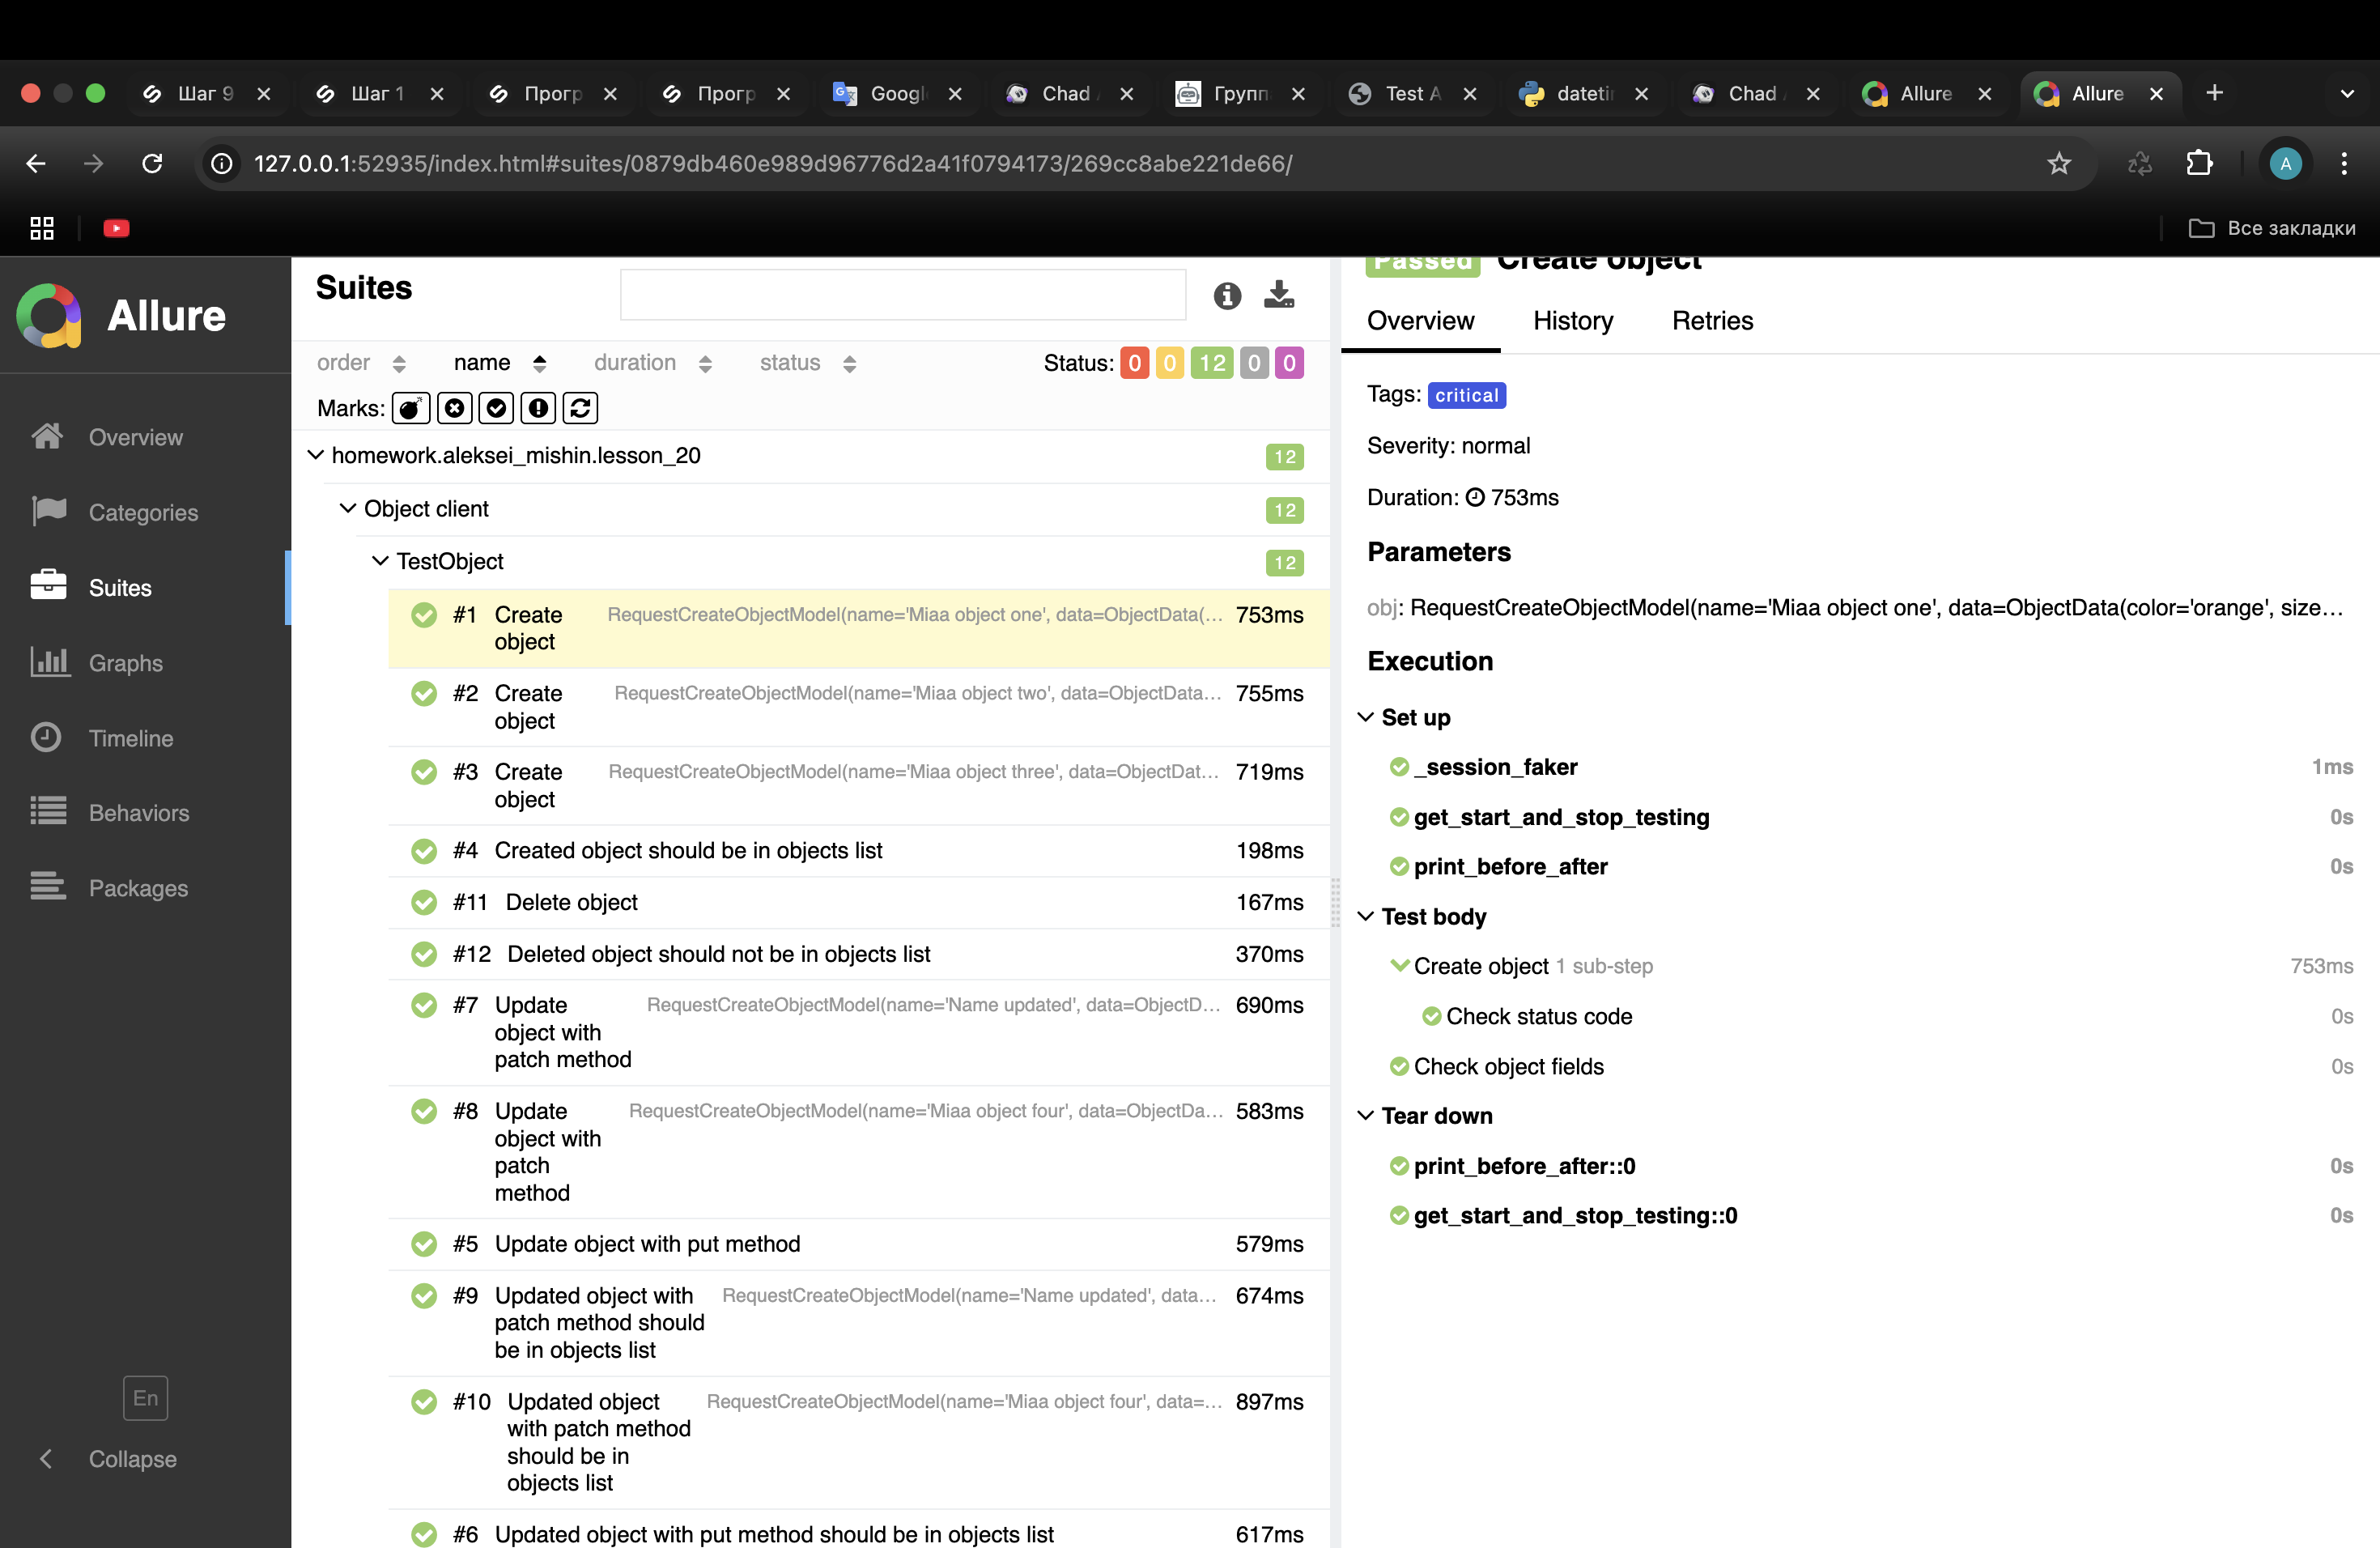 Шаг 9
Шаг 1
Прогр
Прогр
Googl
Chad
Групп
Test A
dateti
Chad
Allure
Allure
127.0.0.1:52935/index.html#suites/0879db460e989d96776d2a41f0794173/269cc8abe221de66/
A
Все закладки
Allure
Overview
Categories
Suites
Graphs
Timeline
Behaviors
Packages
En
Collapse
Suites
order name duration status Status: 0 0 12 0 0
Marks:
homework.aleksei_mishin.lesson_20 12
Object client 12
TestObject 12
#1 Create object RequestCreateObjectModel(name='Miaa object one', data=ObjectData(... 753ms
#2 Create object RequestCreateObjectModel(name='Miaa object two', data=ObjectData... 755ms
#3 Create object RequestCreateObjectModel(name='Miaa object three', data=ObjectDat... 719ms
#4 Created object should be in objects list 198ms
#11 Delete object 167ms
#12 Deleted object should not be in objects list 370ms
#7 Update object with patch method RequestCreateObjectModel(name='Name updated', data=ObjectD... 690ms
#8 Update object with patch method RequestCreateObjectModel(name='Miaa object four', data=ObjectDa... 583ms
#5 Update object with put method 579ms
#9 Updated object with patch method should be in objects list RequestCreateObjectModel(name='Name updated', data... 674ms
#10 Updated object with patch method should be in objects list RequestCreateObjectModel(name='Miaa object four', data=... 897ms
#6 Updated object with put method should be in objects list 617ms
Passed Create object
Overview History Retries
Tags: critical
Severity: normal
Duration: 753ms
Parameters
obj: RequestCreateObjectModel(name='Miaa object one', data=ObjectData(color='orange', size...
Execution
Set up
_session_faker 1ms
get_start_and_stop_testing 0s
print_before_after 0s
Test body
Create object 1 sub-step 753ms
Check status code 0s
Check object fields 0s
Tear down
print_before_after::0 0s
get_start_and_stop_testing::0 0s